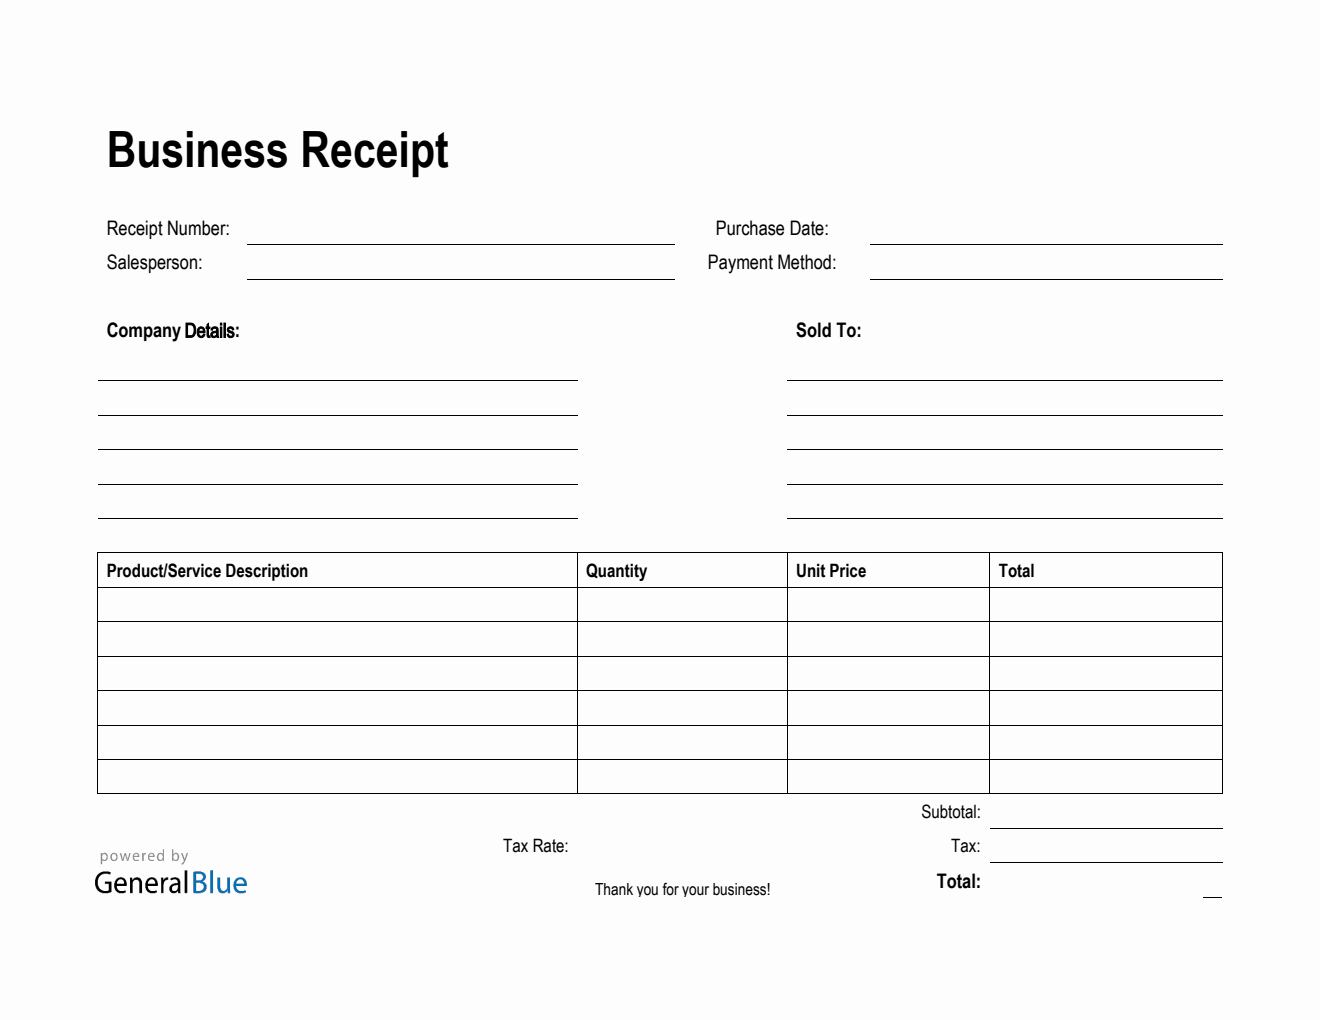 Business Receipt
Receipt Number: Purchase Date:
Salesperson: Payment Method:
Company Details: Sold To:
Product/Service Description Quantity Unit Price Total
Subtotal:
Tax Rate: Tax:
powered by
GeneralBlue
Thank you for your business! Total: